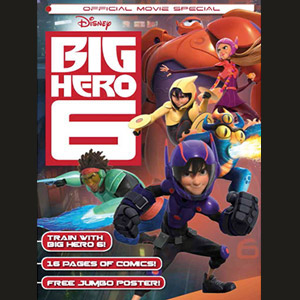 OFFICIAL MOVIE SPECIAL
Disney
BIG
HERO
6
TRAIN WITH
BIG HERO 6!
16 PAGES OF COMICS!
FREE JUMBO POSTER!